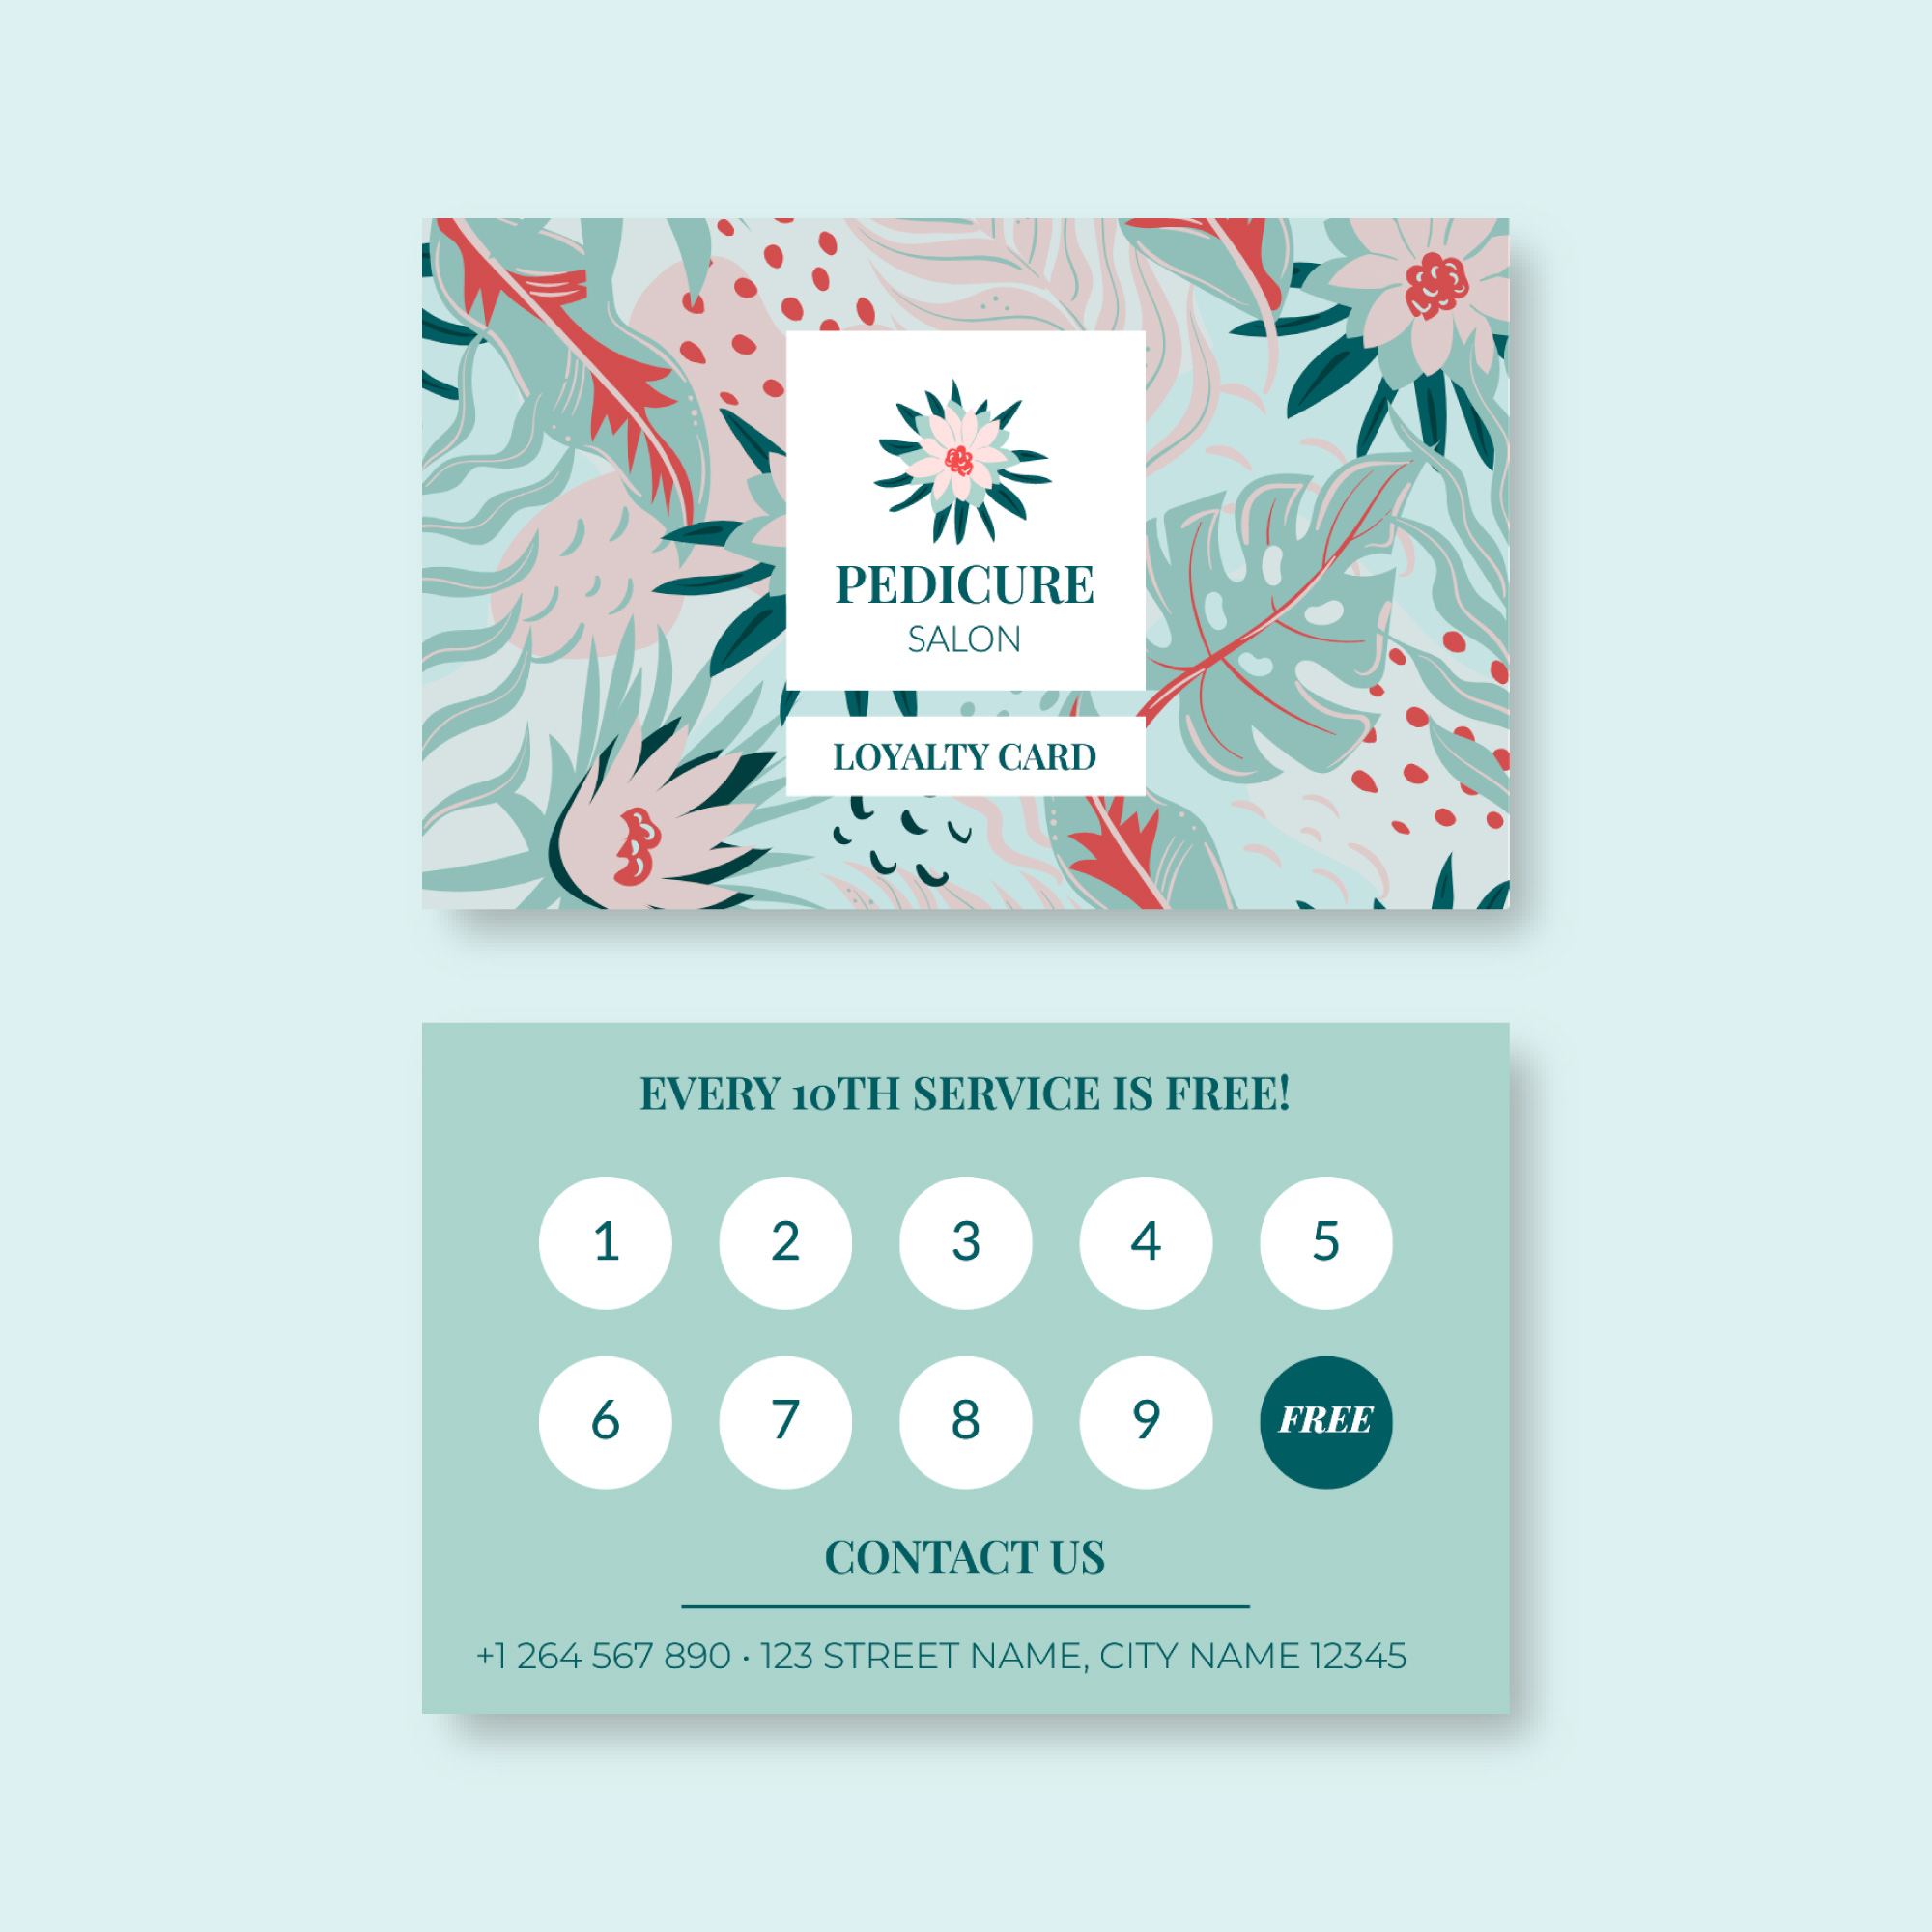 PEDICURE
SALON
LOYALTY CARD
EVERY 10TH SERVICE IS FREE!
1 2 3 4 5
6 7 8 9 FREE
CONTACT US
+1 264 567 890 • 123 STREET NAME, CITY NAME 12345